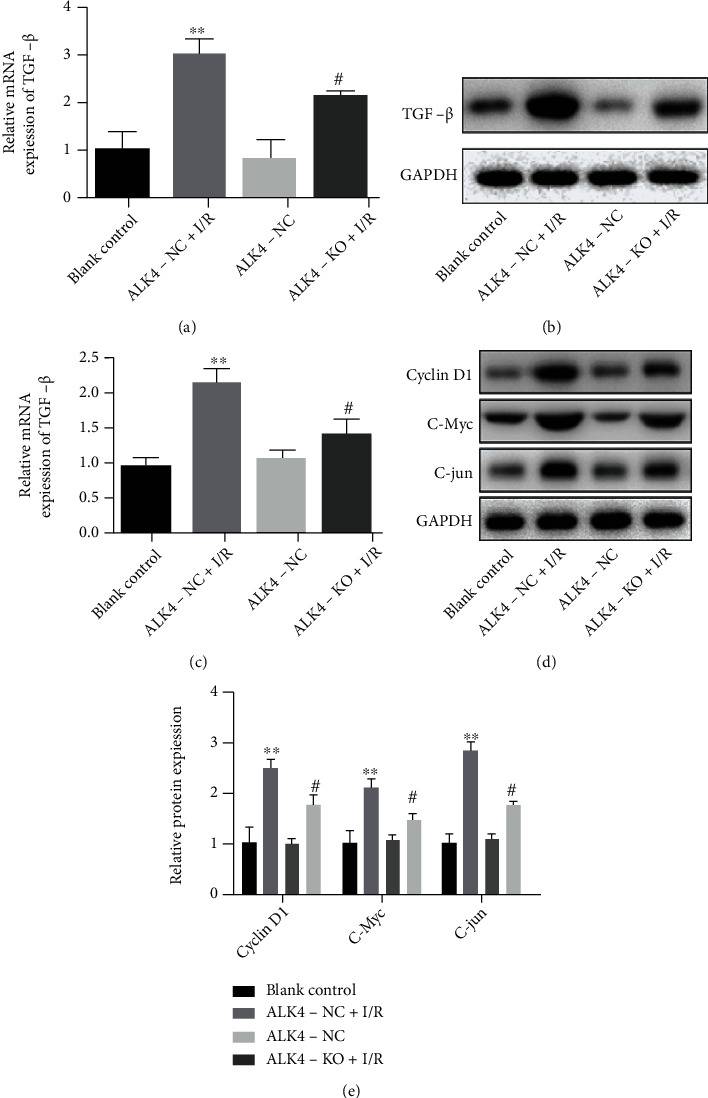 4
3
2
1
0
Relative mRNA
expiession of TGF –β
**
#
Blank control
ALK4 – NC + I/R
ALK4 – NC
ALK4 – KO + I/R
(a)
TGF –β
GAPDH
Blank control
ALK4 – NC + I/R
ALK4 – NC
ALK4 – KO + I/R
(b)
2.5
2.0
1.5
1.0
0.5
0.0
Relative mRNA
expiession of TGF –β
**
#
Blank control
ALK4 – NC + I/R
ALK4 – NC
ALK4 – KO + I/R
(c)
Cyclin D1
C-Myc
C-jun
GAPDH
Blank control
ALK4 – NC + I/R
ALK4 – NC
ALK4 – KO + I/R
(d)
4
3
2
1
0
Relative protein expiession
**
#
**
#
**
#
Cyclin D1
C-Myc
C-jun
Blank control
ALK4 – NC + I/R
ALK4 – NC
ALK4 – KO + I/R
(e)